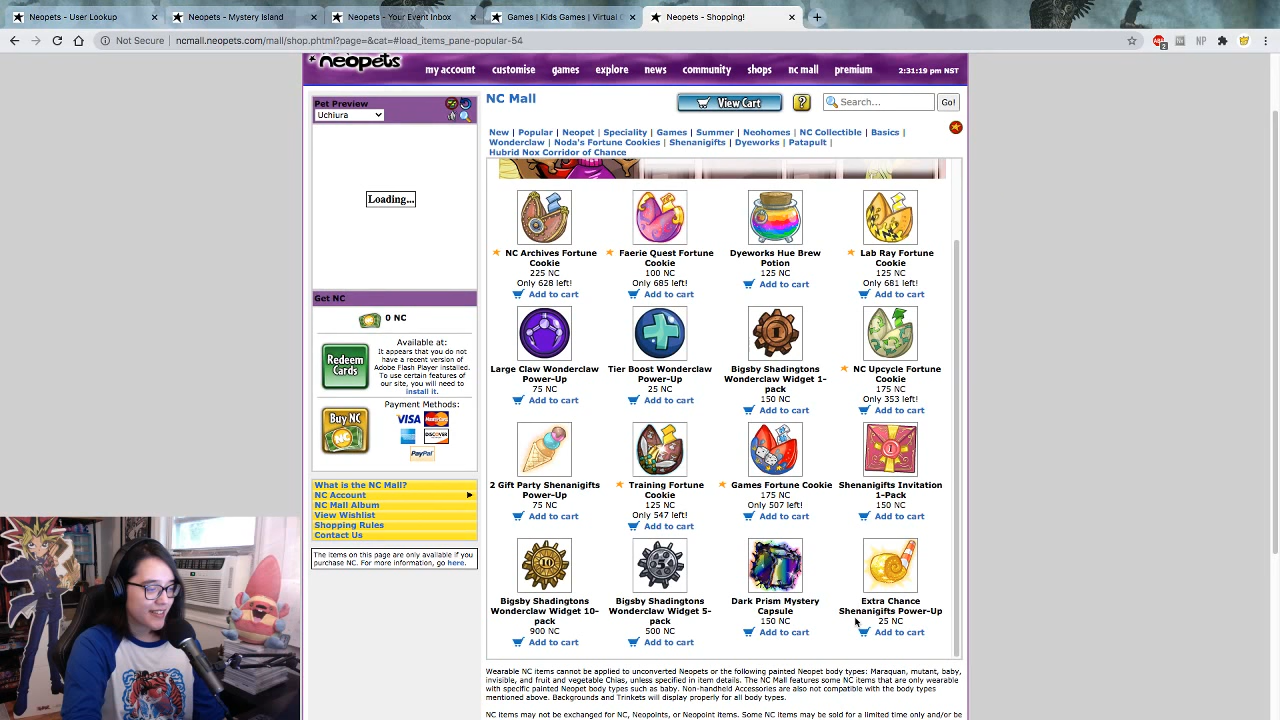 Neopets - User Lookup
Neopets - Mystery Island
Neopets - Your Event Inbox
Games | Kids Games | Virtual
Neopets - Shopping!
Not Secure | ncmall.neopets.com/mall/shop.phtml?page=&cat=#load_items_pane-popular-54
neopets
my account customise games explore news community shops nc mall premium 2:31:19 pm NST
Pet Preview
Uchiura
Loading...
Get NC
0 NC
Redeem Cards
Available at:
It appears that you do not
have a recent version of
Adobe Flash Player installed.
To use certain features of
our site, you will need to
install it.
Buy NC
Payment Methods:
VISA MasterCard
DISCOVER
PayPal
What is the NC Mall?
NC Account
NC Mall Album
View Wishlist
Shopping Rules
Contact Us
The items on this page are only available if you
purchase NC. For more information, go here.
NC Mall
View Cart
?
Search...
Go!
New | Popular | Neopet | Speciality | Games | Summer | Neohomes | NC Collectible | Basics |
Wonderclaw | Noda's Fortune Cookies | Shenanigifts | Dyeworks | Patapult |
Hubrid Nox Corridor of Chance
NC Archives Fortune
Cookie
225 NC
Only 628 left!
Add to cart
Faerie Quest Fortune
Cookie
100 NC
Only 685 left!
Add to cart
Dyeworks Hue Brew
Potion
125 NC
Add to cart
Lab Ray Fortune
Cookie
125 NC
Only 681 left!
Add to cart
Large Claw Wonderclaw
Power-Up
75 NC
Add to cart
Tier Boost Wonderclaw
Power-Up
25 NC
Add to cart
Bigsby Shadingtons
Wonderclaw Widget 1-
pack
150 NC
Add to cart
NC Upcycle Fortune
Cookie
175 NC
Only 353 left!
Add to cart
2 Gift Party Shenanigifts
Power-Up
75 NC
Add to cart
Training Fortune
Cookie
125 NC
Only 547 left!
Add to cart
Games Fortune Cookie
175 NC
Only 507 left!
Add to cart
Shenanigifts Invitation
1-Pack
150 NC
Add to cart
Bigsby Shadingtons
Wonderclaw Widget 10-
pack
900 NC
Add to cart
Bigsby Shadingtons
Wonderclaw Widget 5-
pack
500 NC
Add to cart
Dark Prism Mystery
Capsule
150 NC
Add to cart
Extra Chance
Shenanigifts Power-Up
25 NC
Add to cart
Wearable NC items cannot be applied to unconverted Neopets or the following painted Neopet body types: Maraquan, mutant, baby,
invisible, and fruit and vegetable Chias, unless specified in item details. The NC Mall features some NC items that are only wearable
with specific painted Neopet body types such as baby. Non-handheld Accessories are also not compatible with the body types
mentioned above. Backgrounds and Trinkets will display properly for all body types.
NC items may not be exchanged for NC, Neopoints, or Neopoint items. Some NC items may be sold for a limited time only and/or be